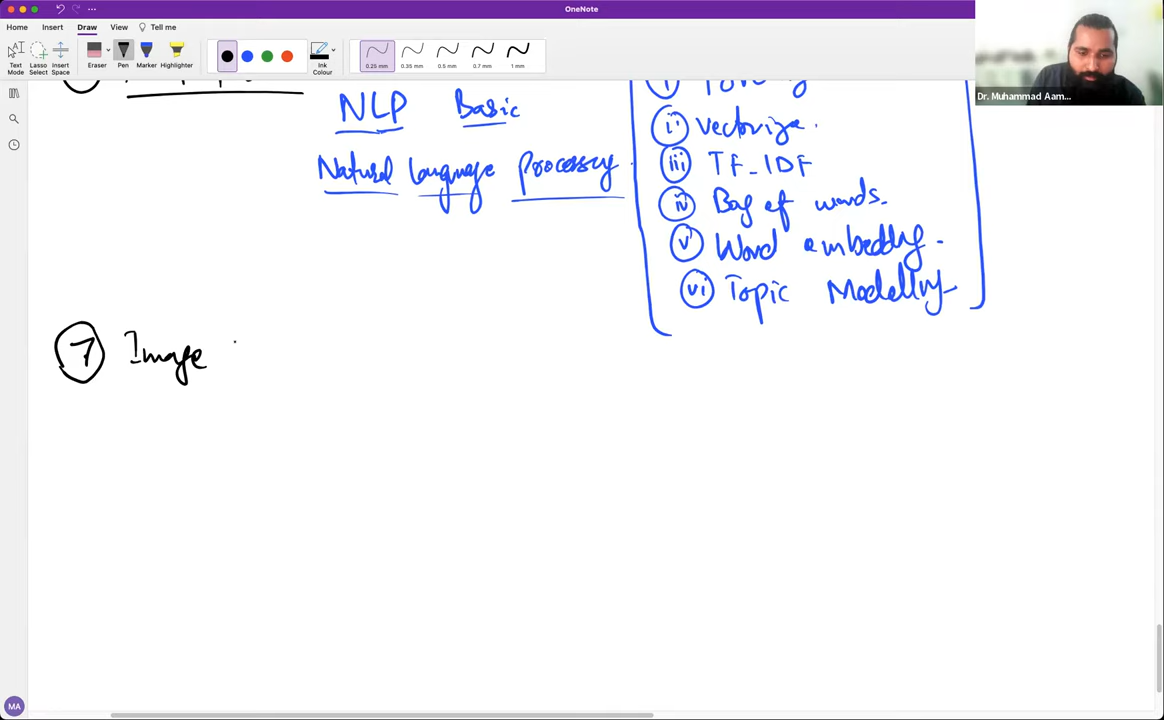 OneNote
Home Insert Draw View Tell me
Text Mode
Lasso Select
Insert Space
Eraser
Pen
Marker
Highlighter
Ink Colour
0.25 mm
0.35 mm
0.5 mm
0.7 mm
1 mm
Dr. Muhammad Aam...
NLP Basic
Natural Language Processing
ii Vectorize.
iii TF-IDF
iv Bag of words.
v Word embedding.
vi Topic Modelling
7 Image
MA